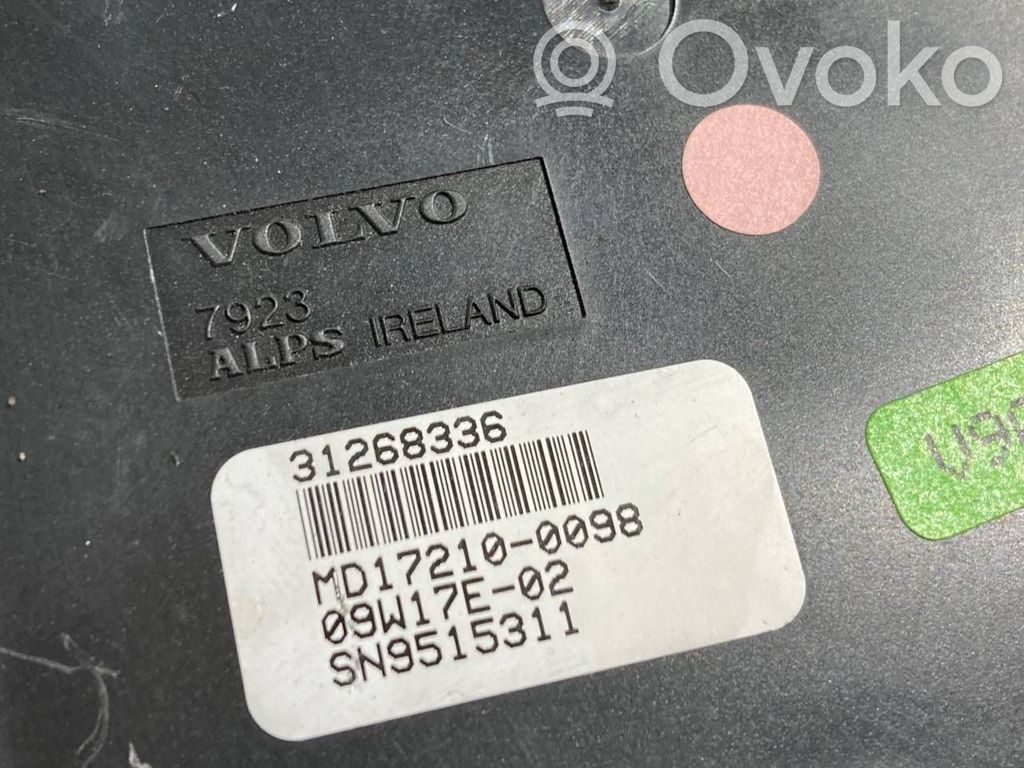 Ovoko
VOLVO
7923
ALPS IRELAND
31268336
MD17210-0098
09W17E-02
SN9515311